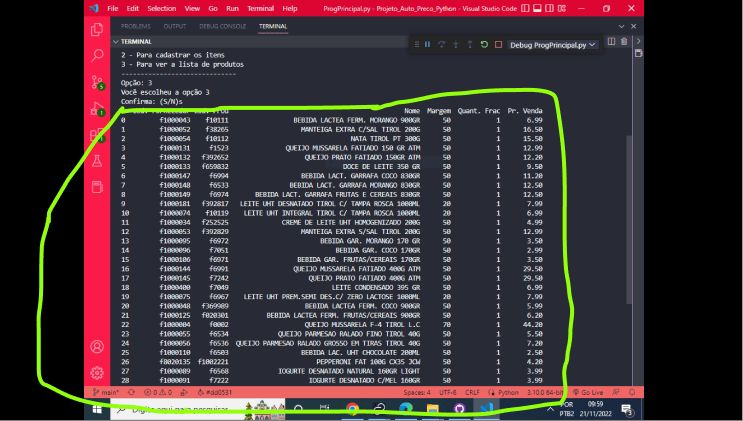 File Edit Selection View Go Run Terminal Help ProgPrincipal.py - Projeto_Auto_Preco_Python - Visual Studio Code
PROBLEMS OUTPUT DEBUG CONSOLE TERMINAL
TERMINAL Debug ProgPrincipal.py
2 - Para cadastrar os itens
3 - Para ver a lista de produtos
-----------------------------
Opção: 3
Você escolheu a opção 3
Confirma: (S/N)s
Nome Margem Quant. Frac Pr. Venda
0 f1000043 f10111 BEBIDA LACTEA FERM. MORANGO 900GR 50 1 6.99
1 f1000052 f38265 MANTEIGA EXTRA C/SAL TIROL 200G 50 1 16.50
2 f1000054 f10112 NATA TIROL PT 300G 50 1 15.50
3 f1000131 f1523 QUEIJO MUSSARELA FATIADO 150 GR ATM 50 1 12.99
4 f1000132 f392652 QUEIJO PRATO FATIADO 150GR ATM 50 1 12.20
5 f1000133 f659832 DOCE DE LEITE 350 GR 50 1 9.50
6 f1000147 f6994 BEBIDA LACT. GARRAFA COCO 830GR 50 1 11.20
7 f1000148 f6533 BEBIDA LACT. GARRAFA MORANGO 830GR 50 1 12.50
8 f1000149 f6974 BEBIDA LACT. GARRAFA FRUTAS E CEREAIS 830GR 50 1 12.50
9 f1000181 f392817 LEITE UHT DESNATADO TIROL C/ TAMPA ROSCA 1000ML 20 1 7.99
10 f1000074 f10119 LEITE UHT INTEGRAL TIROL C/ TAMPA ROSCA 1000ML 20 1 6.99
11 f1000034 f252525 CREME DE LEITE UHT HOMOGENIZADO 200G 50 1 4.99
12 f1000053 f392829 MANTEIGA EXTRA S/SAL TIROL 200G 50 1 12.99
13 f1000095 f6972 BEBIDA GAR. MORANGO 170 GR 50 1 3.50
14 f1000096 f7051 BEBIDA GAR. COCO 170GR 50 1 2.99
15 f1000106 f6971 BEBIDA GAR. FRUTAS/CEREAIS 170GR 50 1 3.50
16 f1000144 f6991 QUEIJO MUSSARELA FATIADO 400G ATM 50 1 29.50
17 f1000145 f7242 QUEIJO PRATO FATIADO 400G ATM 50 1 29.50
18 f1000400 f7049 LEITE CONDENSADO 395 GR 50 1 6.99
19 f1000075 f6967 LEITE UHT PREM.SEMI DES.C/ ZERO LACTOSE 1000ML 20 1 7.99
20 f1000048 f369989 BEBIDA LACTEA FERM. COCO 900GR 50 1 5.99
21 f1000125 f020301 BEBIDA LACTEA FERM. FRUTAS/CEREAIS 900GR 50 1 6.20
22 f1000004 f0002 QUEIJO MUSSARELA F-4 TIROL L.C 70 1 44.20
23 f1000055 f6534 QUEIJO PARMESAO RALADO FINO TIROL 40G 50 1 5.50
24 f1000056 f6536 QUEIJO PARMESAO RALADO GROSSO EM TIRAS TIROL 40G 50 1 7.20
25 f1000110 f6503 BEBIDA LAC. UHT CHOCOLATE 200ML 50 1 2.50
26 f8020135 f1002221 PEPPERONI FAT 100G CX35 JCW 50 1 4.20
27 f1000089 f6568 IOGURTE DESNATADO NATURAL 160GR LIGHT 50 1 3.99
28 f1000091 f7222 IOGURTE DESNATADO C/MEL 160GR 50 1 3.99
main* 0 0 #dd0531 Spaces: 4 UTF-8 CRLF Python 3.10.0 64-bit Go Live
Digite aqui para pesquisar POR PTB2 09:59 21/11/2022